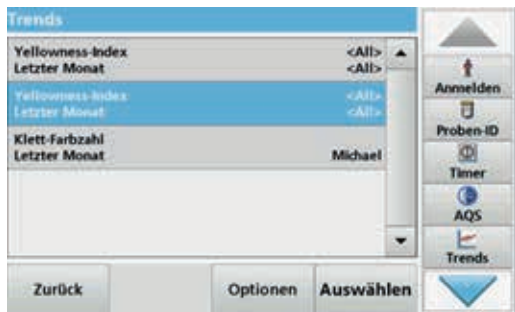 Trends
Yellowness-Index <All>
Letzter Monat <All>
Yellowness-Index <All>
Letzter Monat <All>
Klett-Farbzahl
Letzter Monat Michael
Zurück
Optionen
Auswählen
Anmelden
Proben-ID
Timer
AQS
Trends